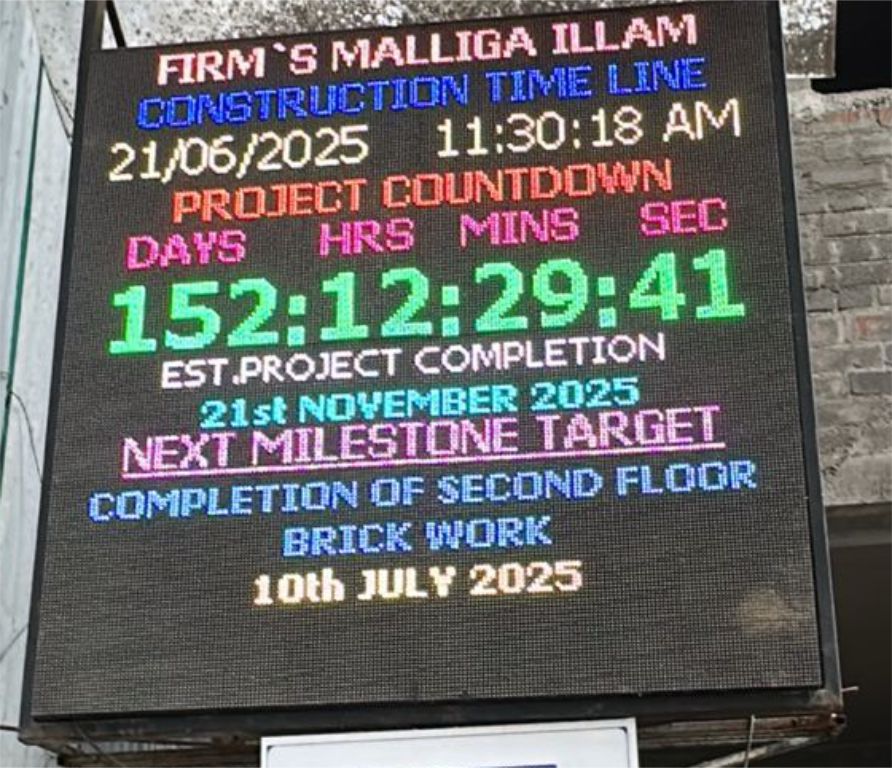 FIRM`S MALLIGA ILLAM
CONSTRUCTION TIME LINE
21/06/2025 11:30:18 AM
PROJECT COUNTDOWN
DAYS HRS MINS SEC
152:12:29:41
EST.PROJECT COMPLETION
21st NOVEMBER 2025
NEXT MILESTONE TARGET
COMPLETION OF SECOND FLOOR
BRICK WORK
10th JULY 2025